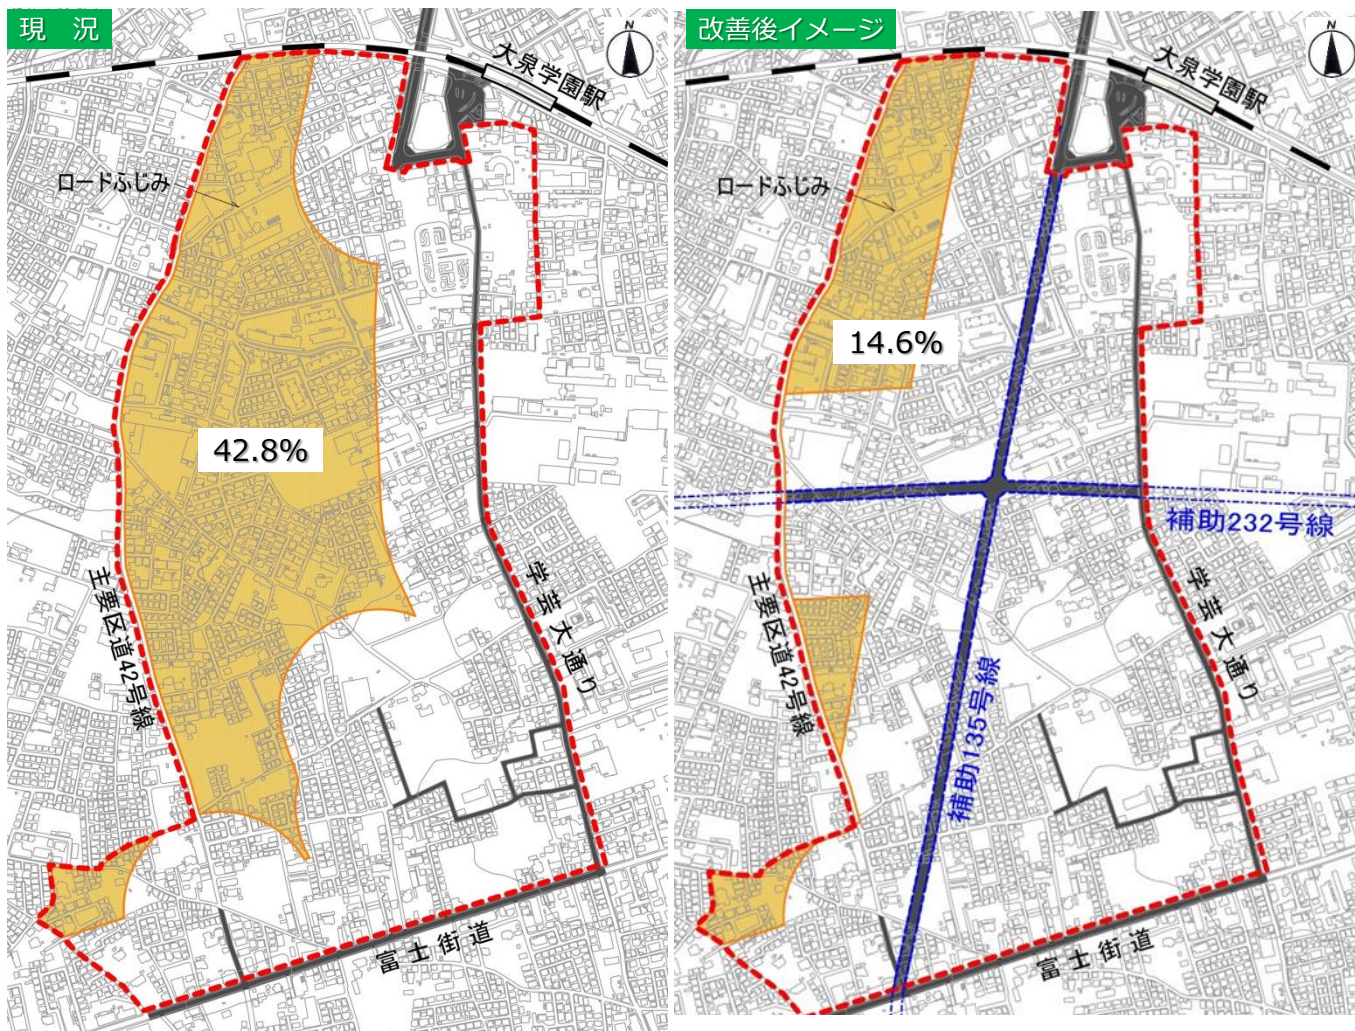 現　況
N
大泉学園駅
ロードふじみ
42.8%
主要区道42号線
学芸大通り
富士街道
改善後イメージ
N
大泉学園駅
ロードふじみ
14.6%
補助232号線
主要区道42号線
学芸大通り
補助135号線
富士街道